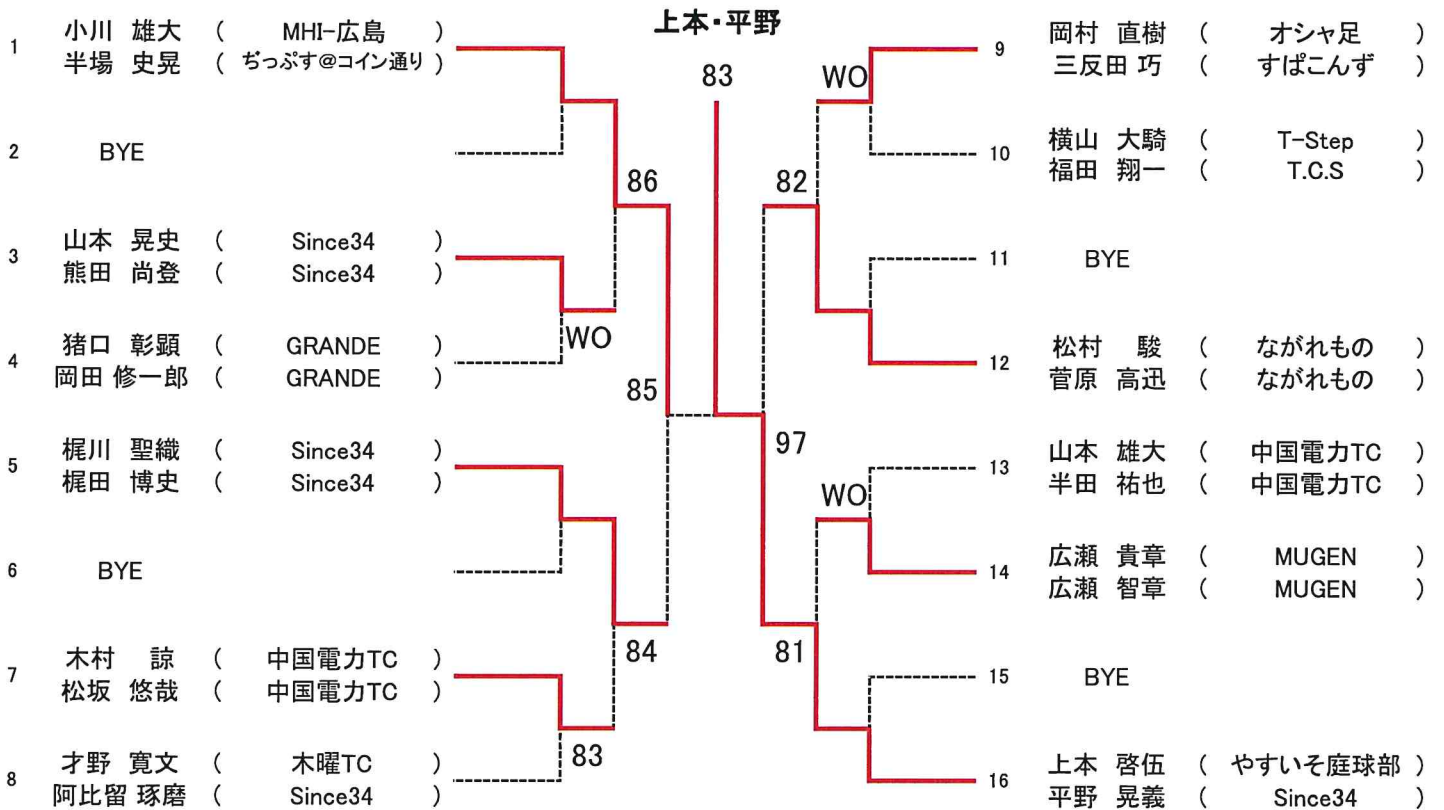 上本・平野
1 小川 雄大 ( MHI-広島 )
半場 史晃 ( ぢっぷす@コイン通り )
2 BYE
3 山本 晃史 ( Since34 )
熊田 尚登 ( Since34 )
4 猪口 彰顕 ( GRANDE )
岡田 修一郎 ( GRANDE )
5 梶川 聖織 ( Since34 )
梶田 博史 ( Since34 )
6 BYE
7 木村 諒 ( 中国電力TC )
松坂 悠哉 ( 中国電力TC )
8 才野 寛文 ( 木曜TC )
阿比留 琢磨 ( Since34 )
WO
83
86
84
85
83
97
82
81
WO
WO
9 岡村 直樹 ( オシャ足 )
三反田 巧 ( すぱこんず )
10 横山 大騎 ( T-Step )
福田 翔一 ( T.C.S )
11 BYE
12 松村 駿 ( ながれもの )
菅原 高迅 ( ながれもの )
13 山本 雄大 ( 中国電力TC )
半田 祐也 ( 中国電力TC )
14 広瀬 貴章 ( MUGEN )
広瀬 智章 ( MUGEN )
15 BYE
16 上本 啓伍 ( やすいそ庭球部 )
平野 晃義 ( Since34 )